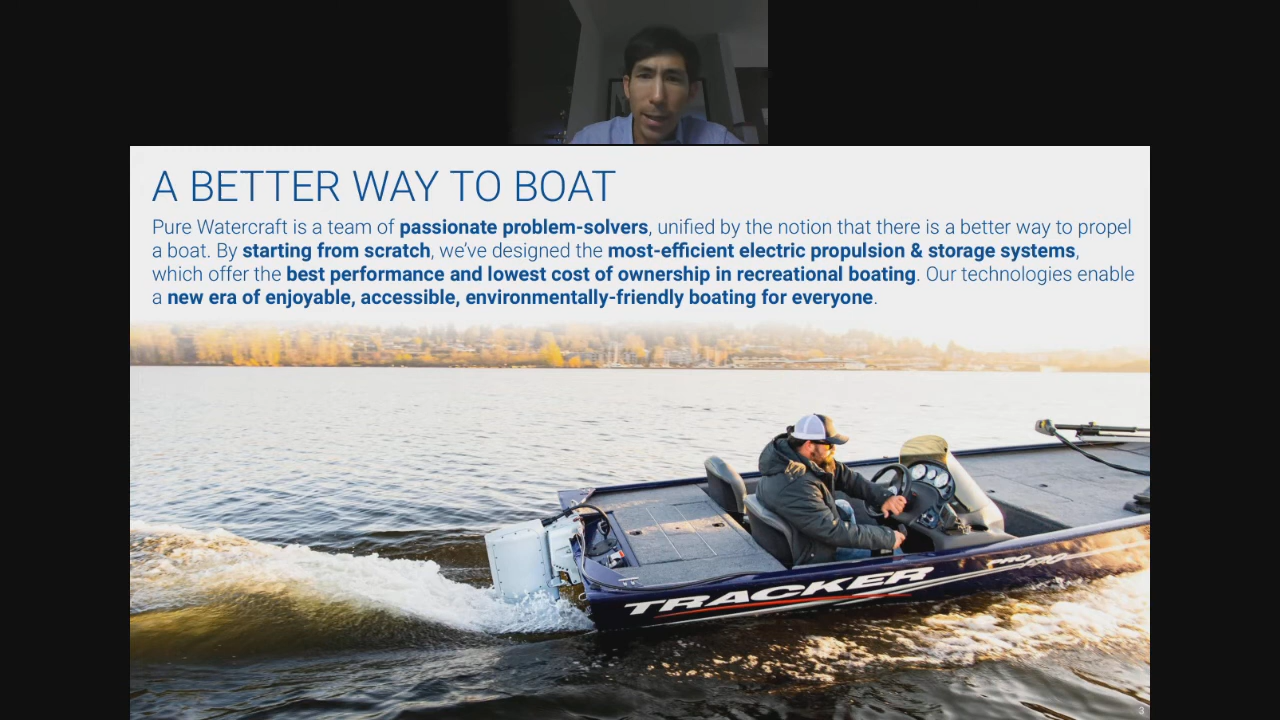 A BETTER WAY TO BOAT
Pure Watercraft is a team of passionate problem-solvers, unified by the notion that there is a better way to propel
a boat. By starting from scratch, we've designed the most-efficient electric propulsion & storage systems,
which offer the best performance and lowest cost of ownership in recreational boating. Our technologies enable
a new era of enjoyable, accessible, environmentally-friendly boating for everyone.
TRACKER
PRO
3